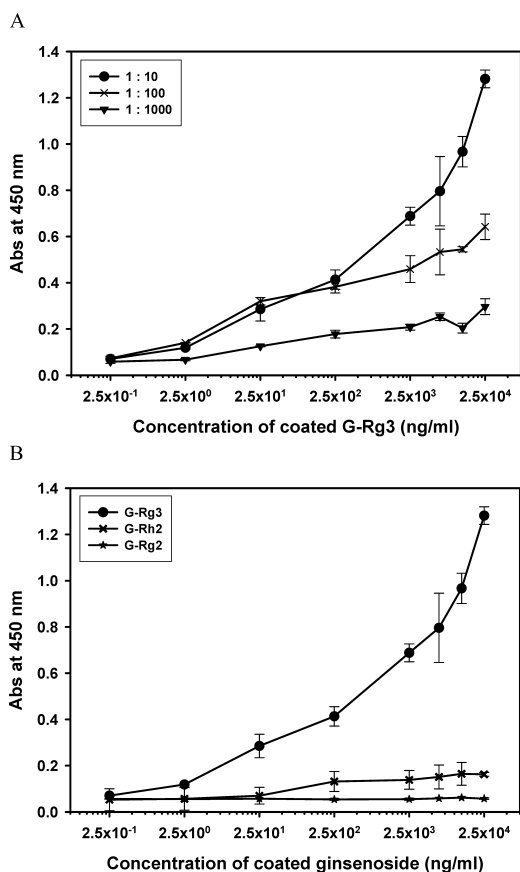 A
1.4
1 : 10
1 : 100
1 : 1000
1.2
1.0
0.8
0.6
0.4
0.2
0.0
Abs at 450 nm
2.5x10⁻¹ 2.5x10⁰ 2.5x10¹ 2.5x10² 2.5x10³ 2.5x10⁴
Concentration of coated G-Rg3 (ng/ml)
B
1.4
G-Rg3
G-Rh2
G-Rg2
1.2
1.0
0.8
0.6
0.4
0.2
0.0
Abs at 450 nm
2.5x10⁻¹ 2.5x10⁰ 2.5x10¹ 2.5x10² 2.5x10³ 2.5x10⁴
Concentration of coated ginsenoside (ng/ml)